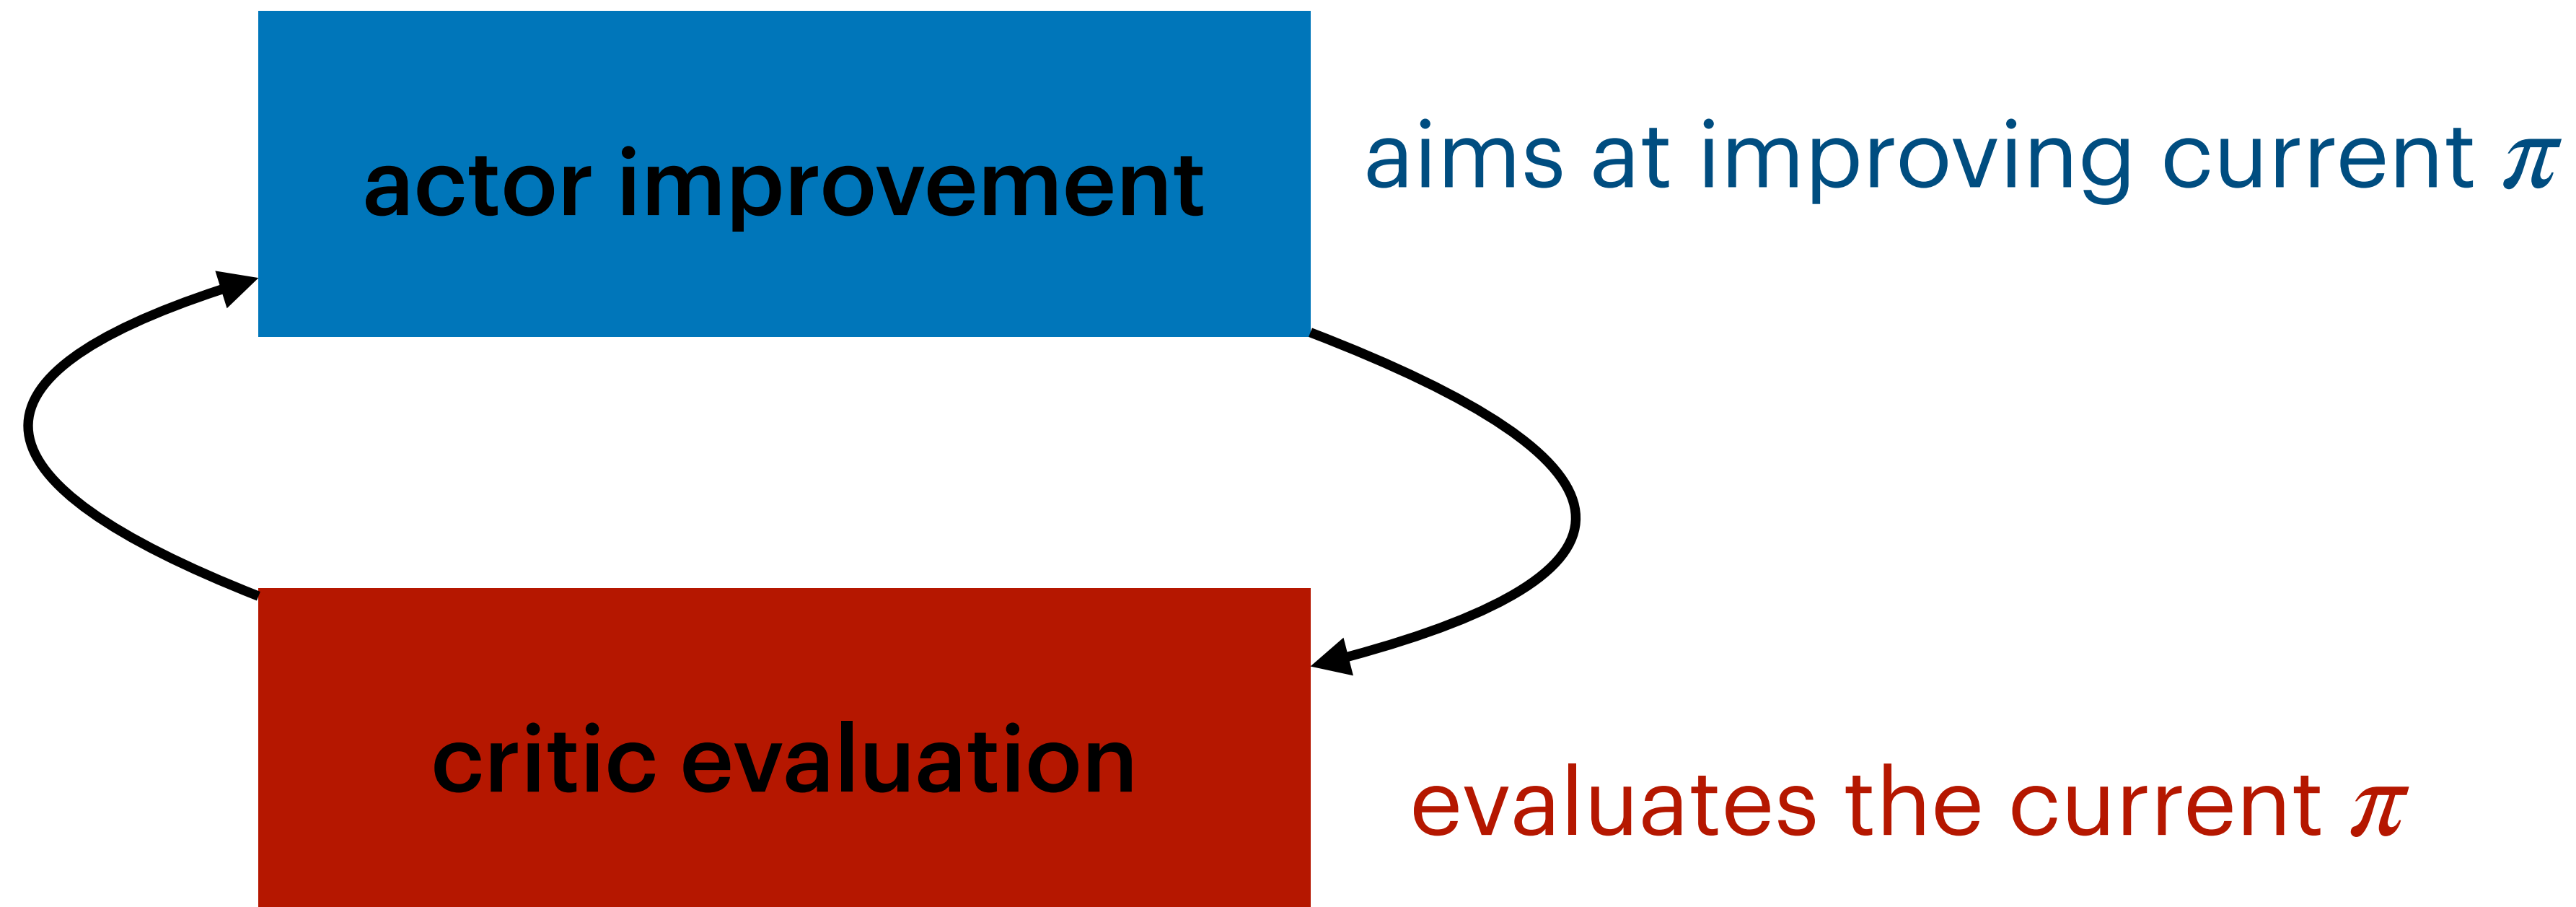 actor improvement
aims at improving current π
critic evaluation
evaluates the current π